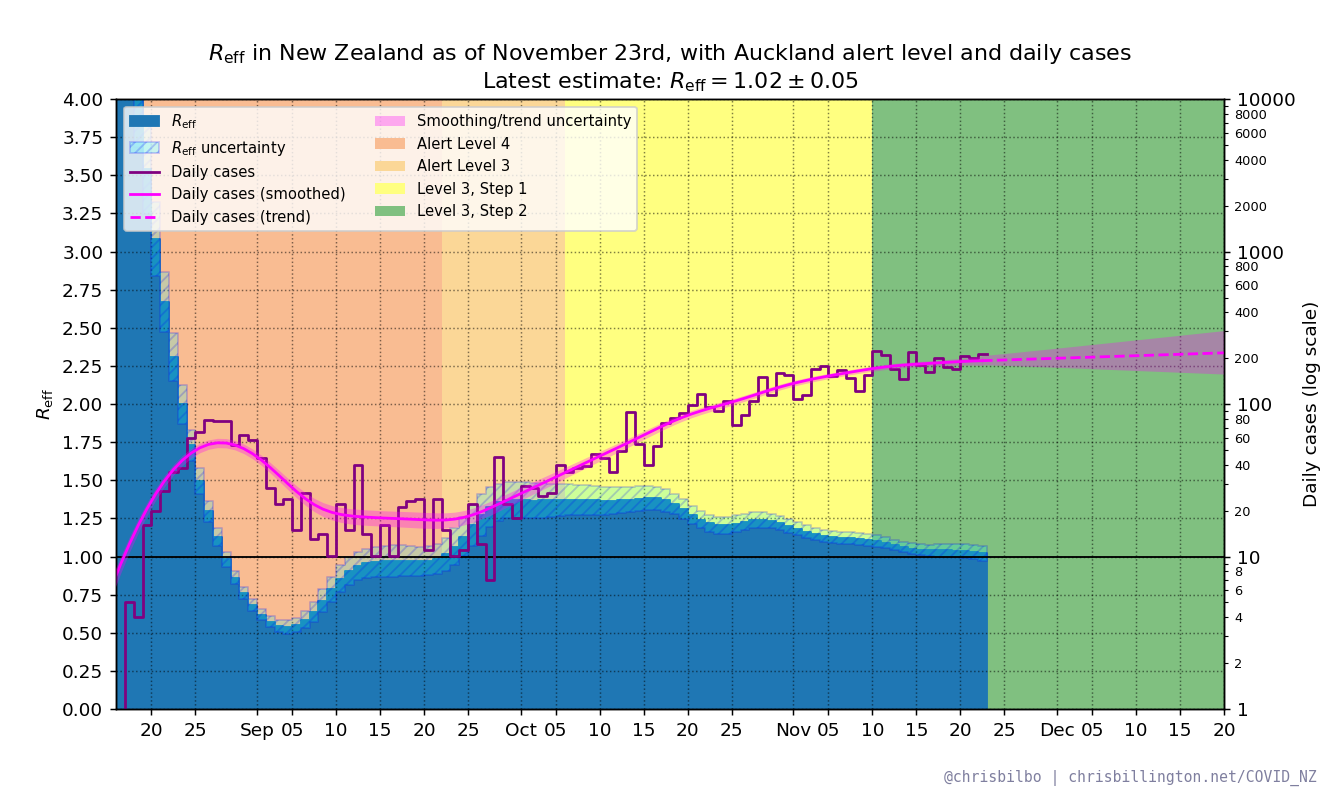 Reff in New Zealand as of November 23rd, with Auckland alert level and daily cases
Latest estimate: Reff = 1.02 ± 0.05
Reff
Reff uncertainty
Daily cases
Daily cases (smoothed)
Daily cases (trend)
Smoothing/trend uncertainty
Alert Level 4
Alert Level 3
Level 3, Step 1
Level 3, Step 2
Reff
4.00
3.75
3.50
3.25
3.00
2.75
2.50
2.25
2.00
1.75
1.50
1.25
1.00
0.75
0.50
0.25
0.00
10000
8000
6000
4000
2000
1000
800
600
400
200
100
80
60
40
20
10
8
6
4
2
1
Daily cases (log scale)
20 25 Sep 05 10 15 20 25 Oct 05 10 15 20 25 Nov 05 10 15 20 25 Dec 05 10 15 20
@chrisbilbo | chrisbillington.net/COVID_NZ